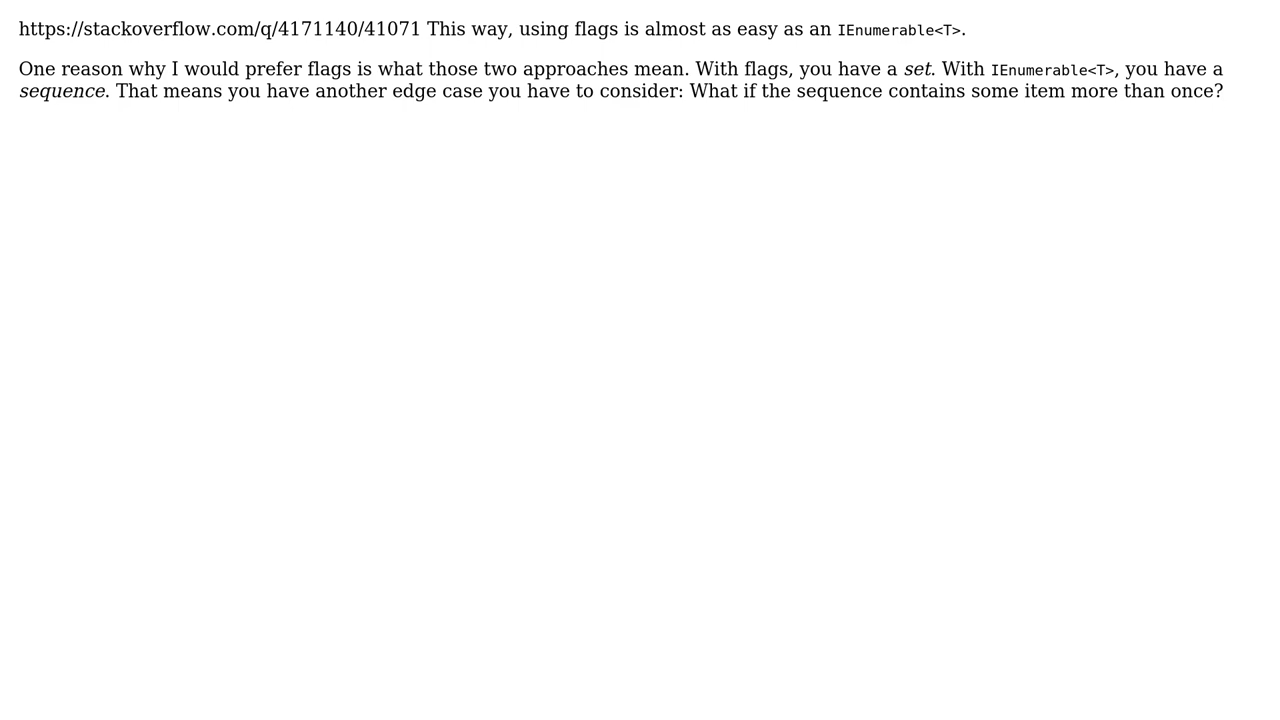 https://stackoverflow.com/q/4171140/41071 This way, using flags is almost as easy as an IEnumerable<T>.
One reason why I would prefer flags is what those two approaches mean. With flags, you have a set. With IEnumerable<T>, you have a
sequence. That means you have another edge case you have to consider: What if the sequence contains some item more than once?